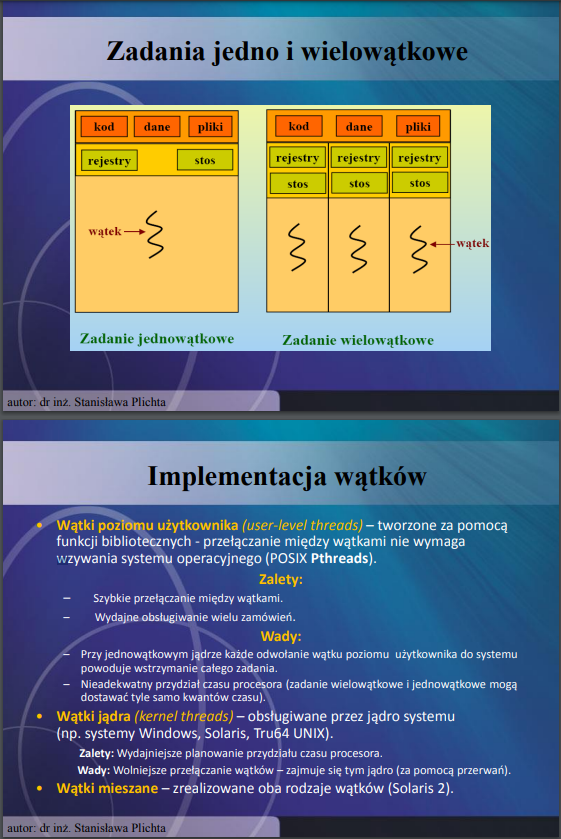 Zadania jedno i wielowątkowe
kod dane pliki
rejestry stos
wątek
Zadanie jednowątkowe
kod dane pliki
rejestry rejestry rejestry
stos stos stos
wątek
Zadanie wielowątkowe
autor: dr inż. Stanisława Plichta
Implementacja wątków
• Wątki poziomu użytkownika (user-level threads) – tworzone za pomocą
funkcji bibliotecznych - przełączanie między wątkami nie wymaga
wzywania systemu operacyjnego (POSIX Pthreads).
Zalety:
– Szybkie przełączanie między wątkami.
– Wydajne obsługiwanie wielu zamówień.
Wady:
– Przy jednowątkowym jądrze każde odwołanie wątku poziomu użytkownika do systemu
powoduje wstrzymanie całego zadania.
– Nieadekwatny przydział czasu procesora (zadanie wielowątkowe i jednowątkowe mogą
dostawać tyle samo kwantów czasu).
• Wątki jądra (kernel threads) – obsługiwane przez jądro systemu
(np. systemy Windows, Solaris, Tru64 UNIX).
Zalety: Wydajniejsze planowanie przydziału czasu procesora.
Wady: Wolniejsze przełączanie wątków – zajmuje się tym jądro (za pomocą przerwań).
• Wątki mieszane – zrealizowane oba rodzaje wątków (Solaris 2).
autor: dr inż. Stanisława Plichta